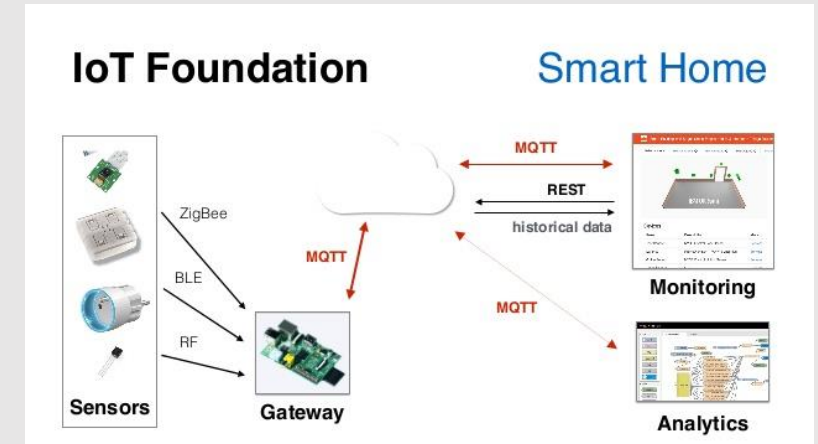 IoT Foundation
Smart Home
MQTT
REST
historical data
ZigBee
BLE
RF
MQTT
MQTT
Sensors
Gateway
Monitoring
Analytics